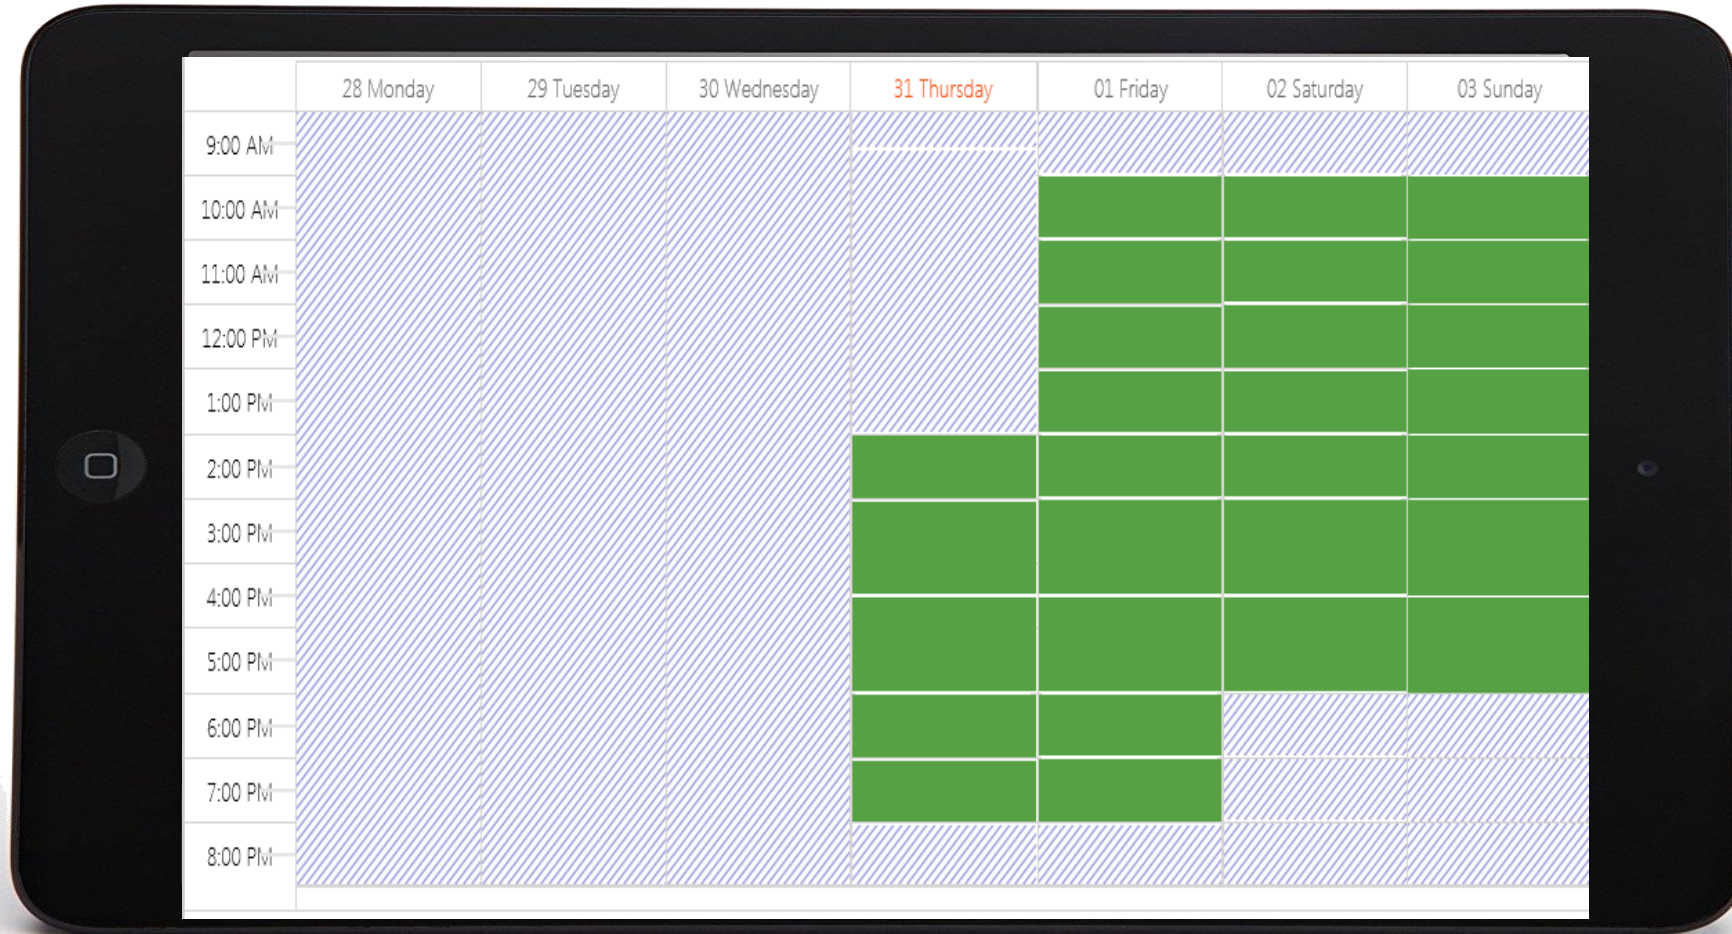 28 Monday 29 Tuesday 30 Wednesday 31 Thursday 01 Friday 02 Saturday 03 Sunday
9:00 AM
10:00 AM
11:00 AM
12:00 PM
1:00 PM
2:00 PM
3:00 PM
4:00 PM
5:00 PM
6:00 PM
7:00 PM
8:00 PM